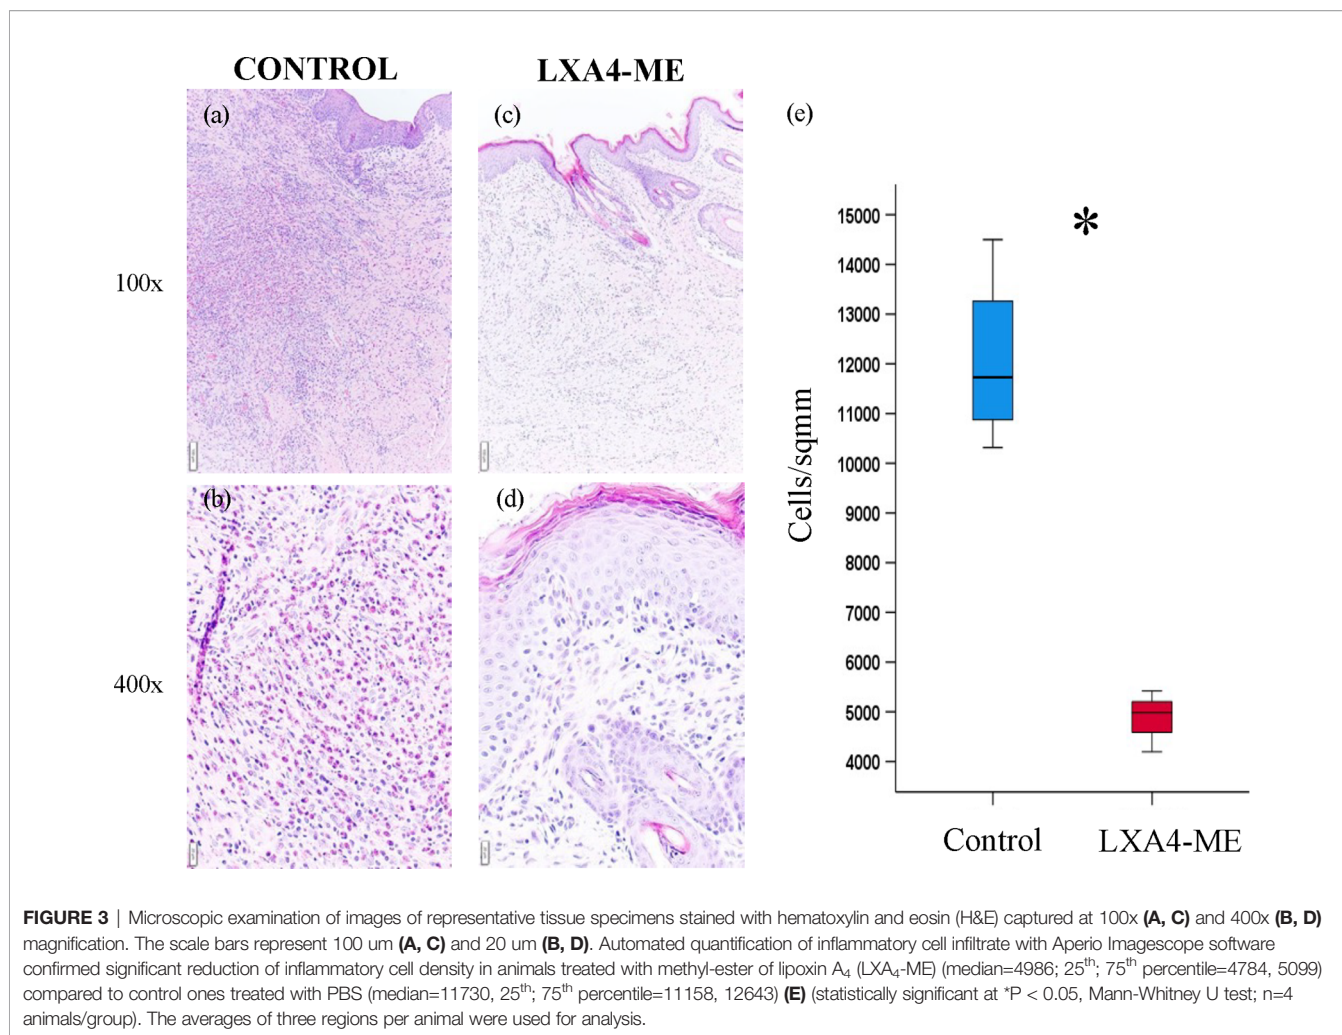 CONTROL
LXA4-ME
(a)
(c)
(e)
100x
(b)
(d)
400x
Cells/sqmm
15000
14000
13000
12000
11000
10000
9000
8000
7000
6000
5000
4000
*
Control
LXA4-ME
FIGURE 3 | Microscopic examination of images of representative tissue specimens stained with hematoxylin and eosin (H&E) captured at 100x (A, C) and 400x (B, D)
magnification. The scale bars represent 100 um (A, C) and 20 um (B, D). Automated quantification of inflammatory cell infiltrate with Aperio Imagescope software
confirmed significant reduction of inflammatory cell density in animals treated with methyl-ester of lipoxin A₄ (LXA₄-ME) (median=4986; 25th; 75th percentile=4784, 5099)
compared to control ones treated with PBS (median=11730, 25th; 75th percentile=11158, 12643) (E) (statistically significant at *P < 0.05, Mann-Whitney U test; n=4
animals/group). The averages of three regions per animal were used for analysis.